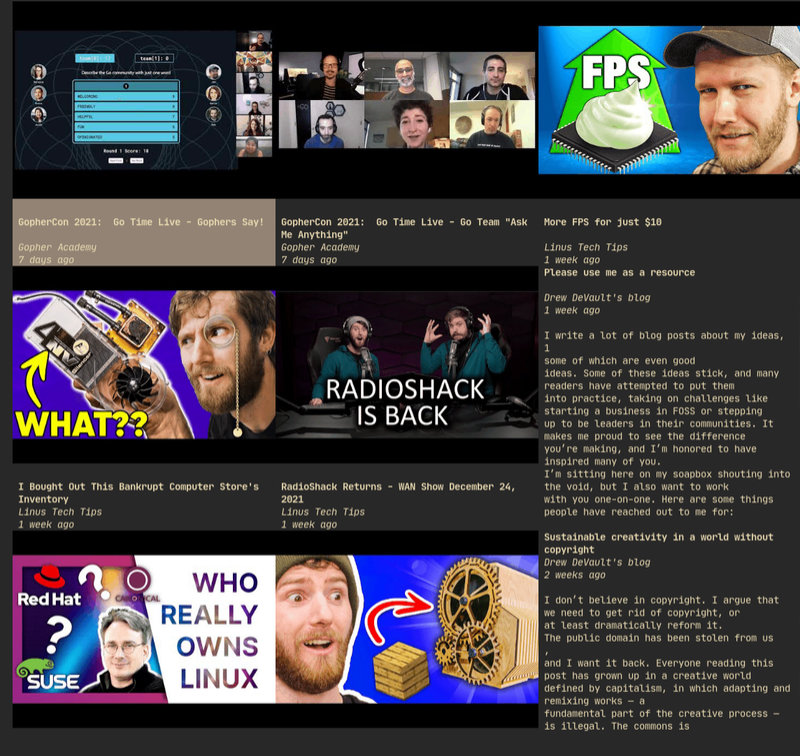 team[0]: 12
team[1]: 0
Describe the Go community with just one word
WELCOMING
FRIENDLY
HELPFUL
FUN
OPINIONATED
Round 1 Score: 18
FPS
GopherCon 2021:  Go Time Live - Gophers Say!
Gopher Academy
7 days ago
GopherCon 2021:  Go Time Live - Go Team "Ask
Me Anything"
Gopher Academy
7 days ago
More FPS for just $10
Linus Tech Tips
1 week ago
Please use me as a resource
Drew DeVault's blog
1 week ago
I write a lot of blog posts about my ideas,
1
some of which are even good
ideas. Some of these ideas stick, and many
readers have attempted to put them
into practice, taking on challenges like
starting a business in FOSS or stepping
up to be leaders in their communities. It
makes me proud to see the difference
you’re making, and I’m honored to have
inspired many of you.
I’m sitting here on my soapbox shouting into
the void, but I also want to work
with you one-on-one. Here are some things
people have reached out to me for:
WHAT??
RADIOSHACK
IS BACK
I Bought Out This Bankrupt Computer Store's
Inventory
Linus Tech Tips
1 week ago
RadioShack Returns - WAN Show December 24,
2021
Linus Tech Tips
1 week ago
Sustainable creativity in a world without
copyright
Drew DeVault's blog
2 weeks ago
I don’t believe in copyright. I argue that
we need to get rid of copyright, or
at least dramatically reform it.
The public domain has been stolen from us
,
and I want it back. Everyone reading this
post has grown up in a creative world
defined by capitalism, in which adapting and
remixing works — a
fundamental part of the creative process —
is illegal. The commons is
Red Hat
?
CANONICAL
?
SUSE
WHO
REALLY
OWNS
LINUX